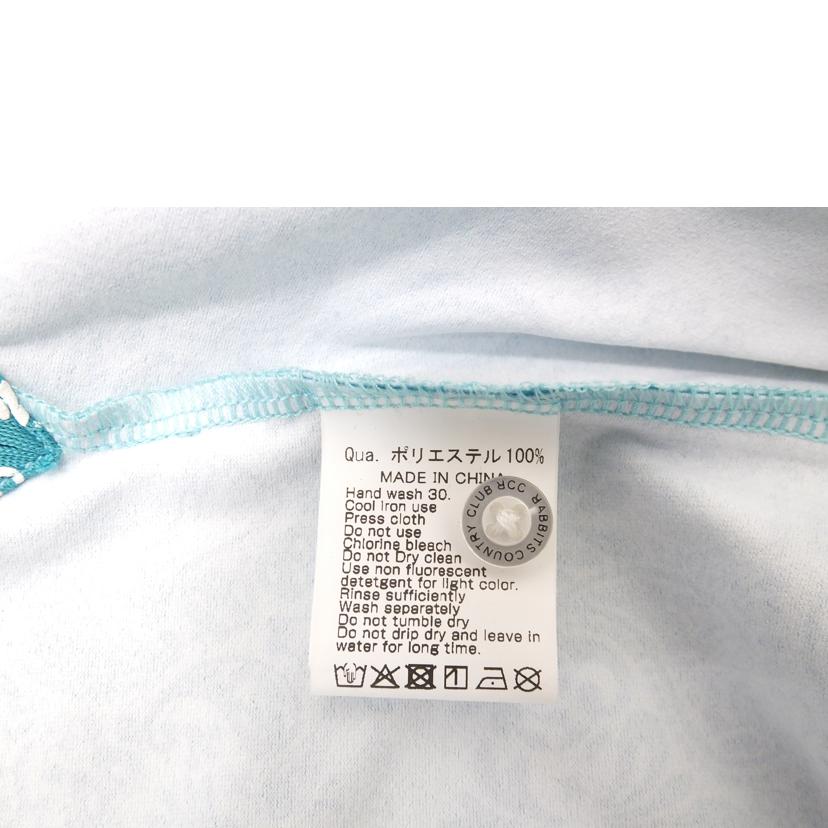 Qua. ポリエステル 100%
MADE IN CHINA
Hand wash 30.
Cool iron use
Press cloth
Do not use
Chlorine bleach
Do not Dry clean
Use non fluorescent
detetgent for light color.
Rinse sufficiently
Wash separately
Do not tumble dry
Do not drip dry and leave in
water for long time.
RABBITS COUNTRY CLUB RCC